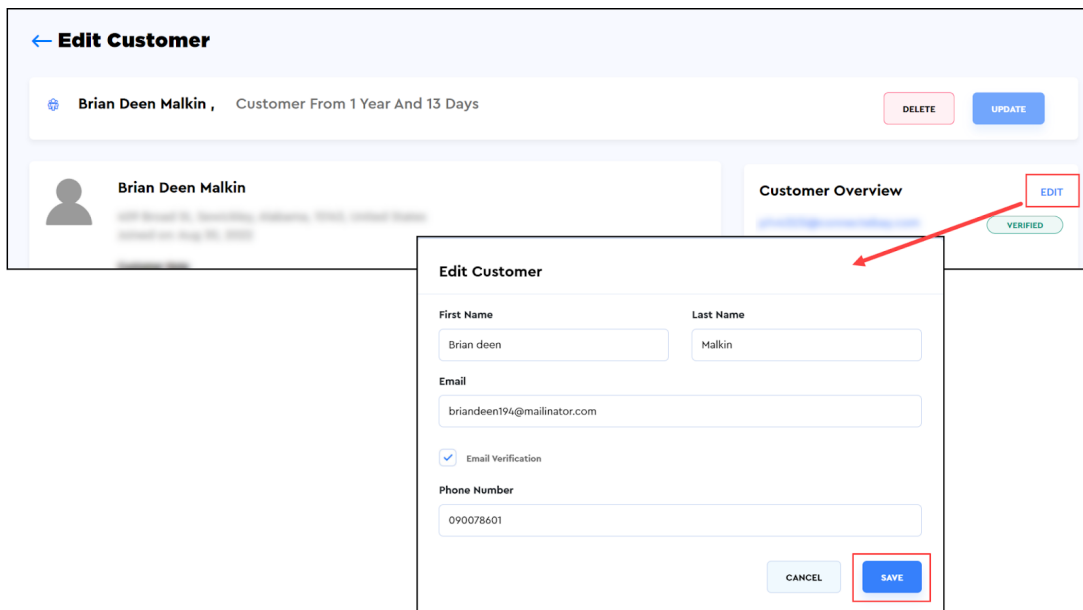 Edit Customer
Brian Deen Malkin , Customer From 1 Year And 13 Days
DELETE
UPDATE
Brian Deen Malkin
Customer Overview
EDIT
VERIFIED
Edit Customer
First Name
Last Name
Brian deen
Malkin
Email
briandeen194@mailinator.com
Email Verification
Phone Number
090078601
CANCEL
SAVE